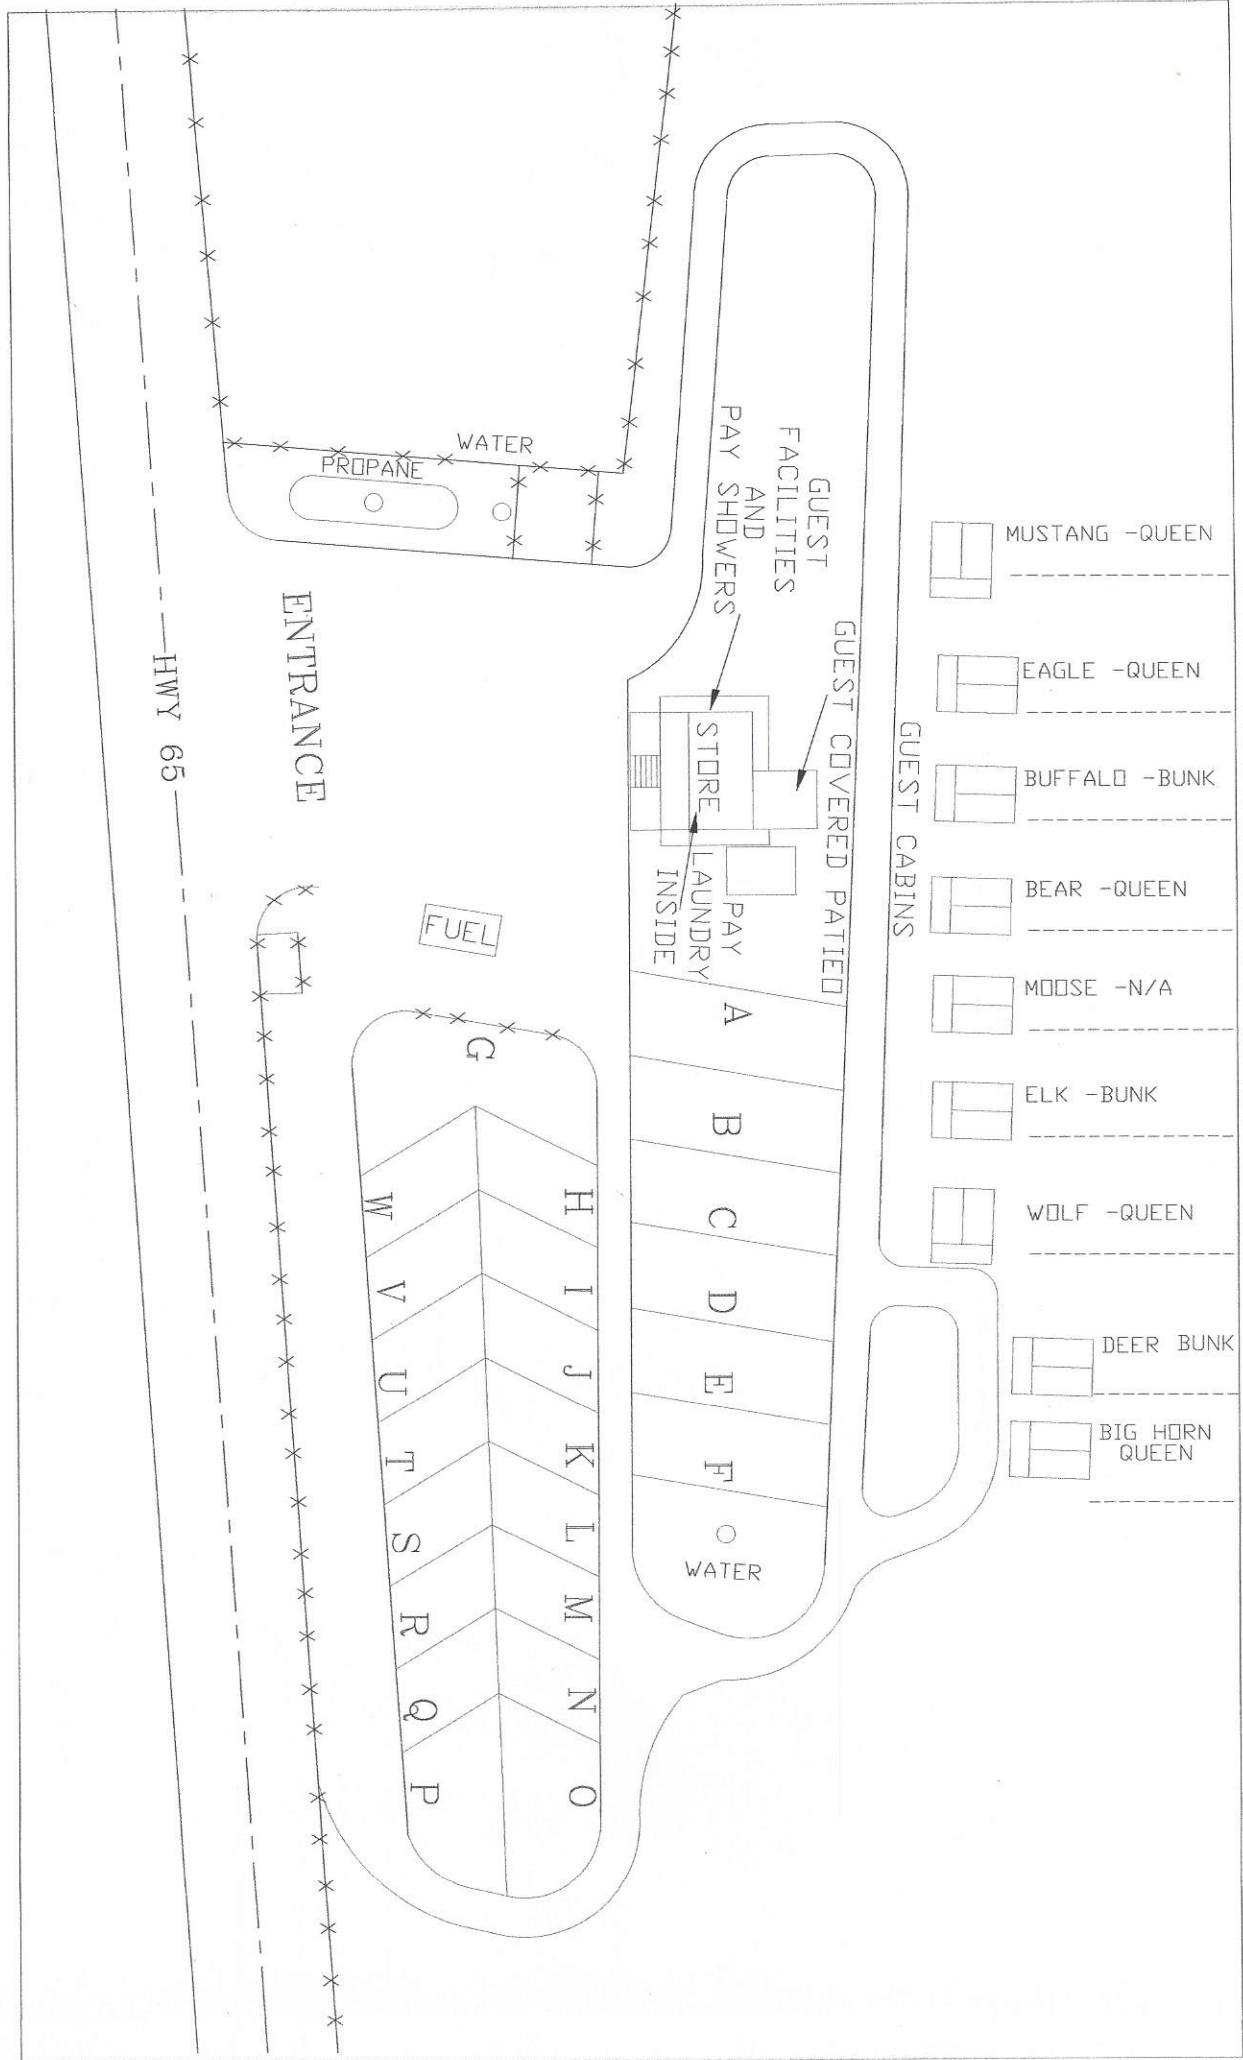 MUSTANG -QUEEN
EAGLE -QUEEN
BUFFALO -BUNK
BEAR -QUEEN
MOOSE -N/A
ELK -BUNK
WOLF -QUEEN
DEER BUNK
BIG HORN
QUEEN
GUEST CABINS
GUEST COVERED PATIED
GUEST
FACILITIES
AND
PAY SHOWERS
STORE
PAY
LAUNDRY
INSIDE
WATER
PROPANE
ENTRANCE
HWY 65
FUEL
A
B
C
D
E
F
WATER
G
H
I
J
K
L
M
N
O
W
V
U
T
S
R
Q
P